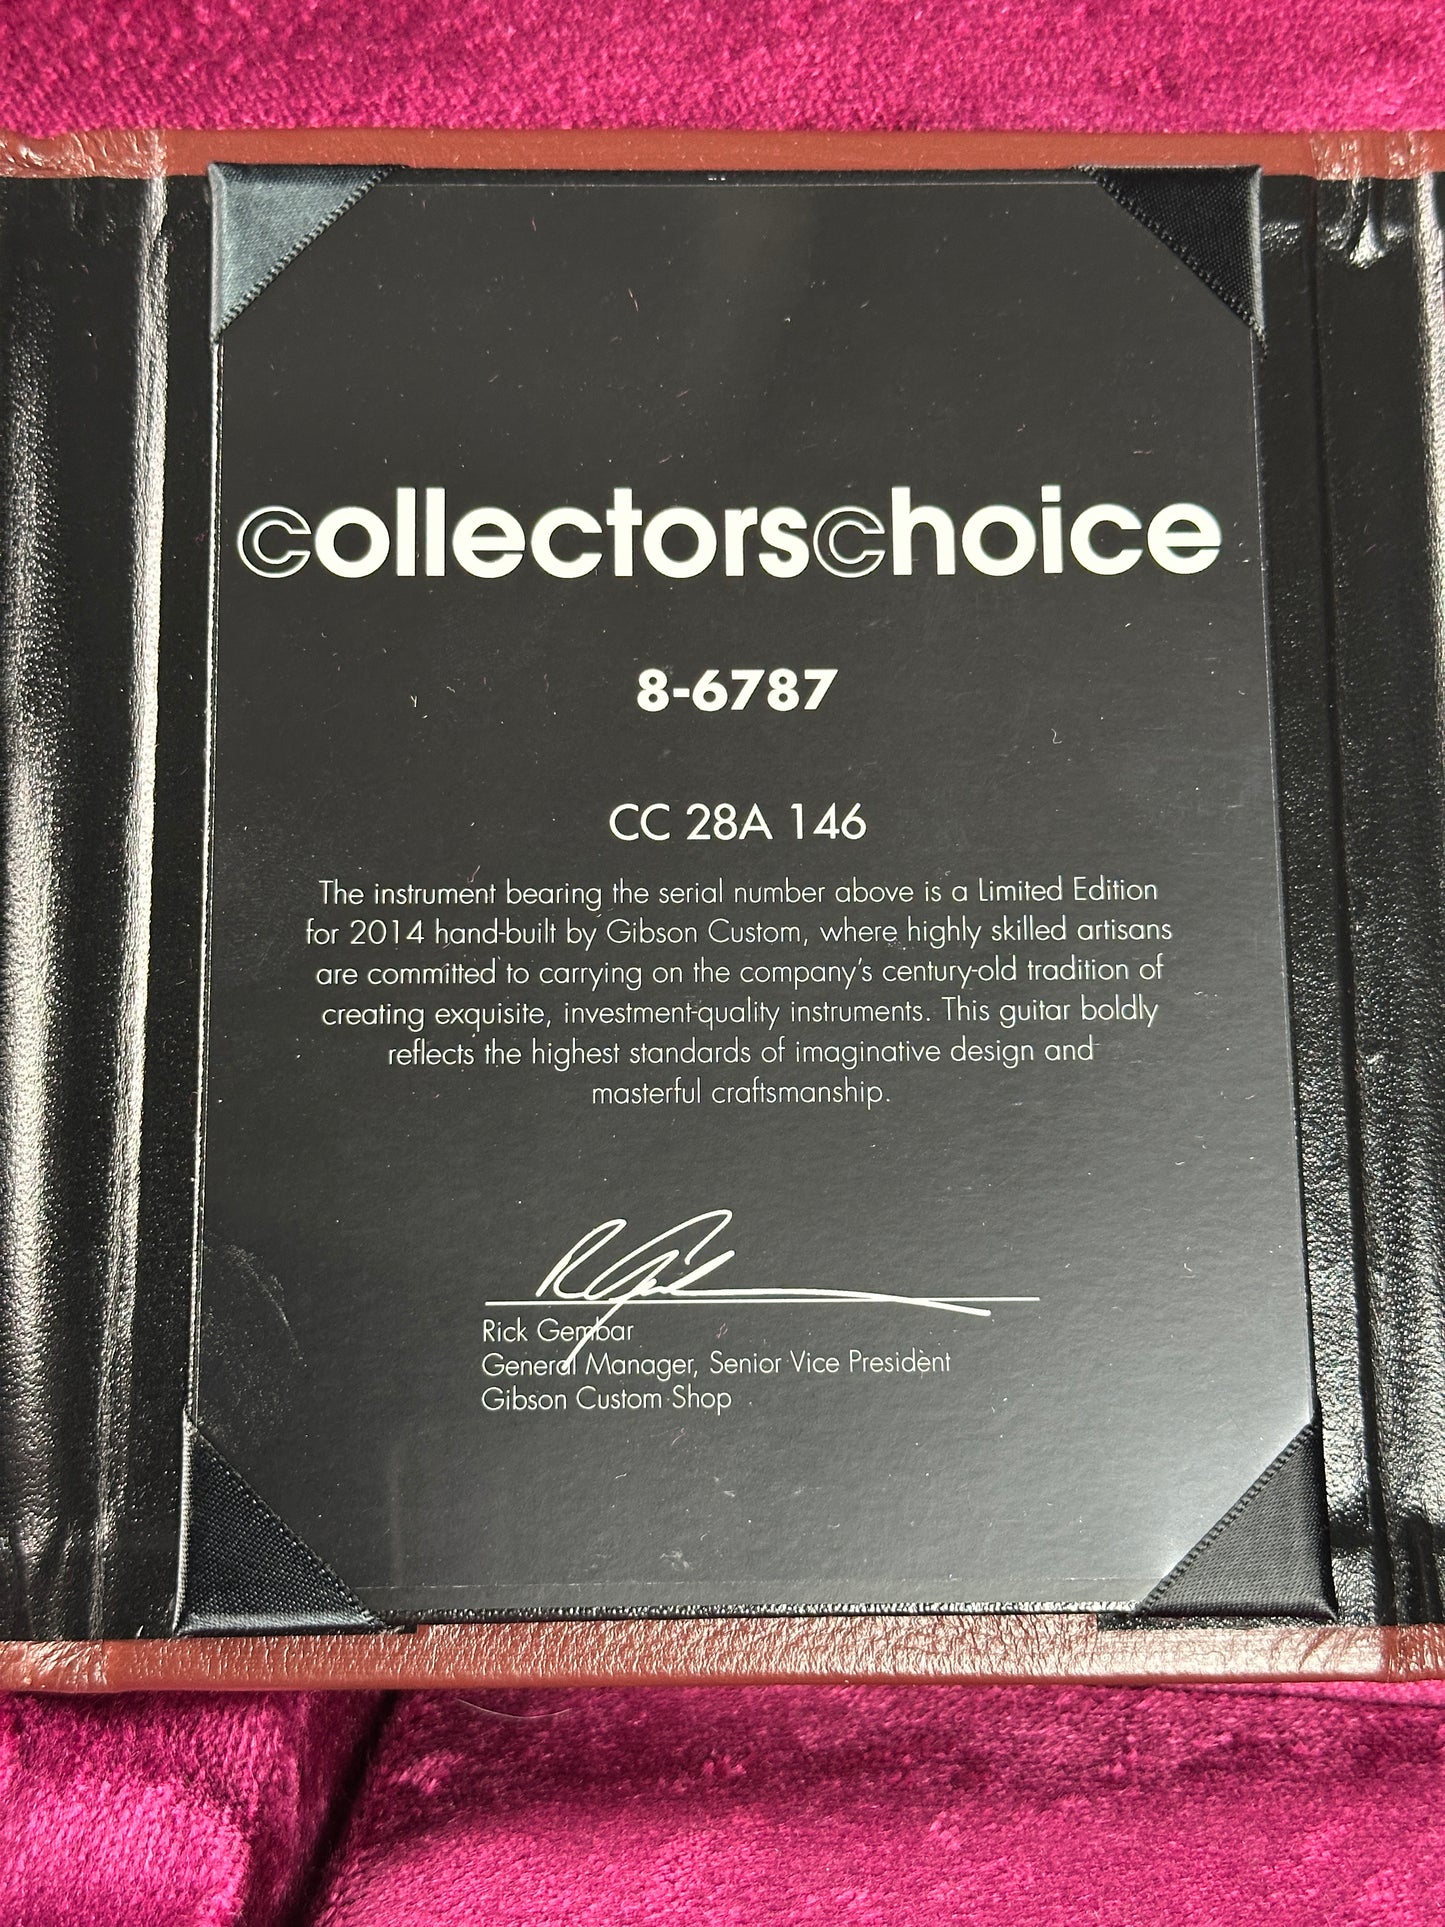 collectorschoice
8-6787
CC 28A 146
The instrument bearing the serial number above is a Limited Edition
for 2014 hand-built by Gibson Custom, where highly skilled artisans
are committed to carrying on the company's century-old tradition of
creating exquisite, investment-quality instruments. This guitar boldly
reflects the highest standards of imaginative design and
masterful craftsmanship.
Rick Gembar
General Manager, Senior Vice President
Gibson Custom Shop